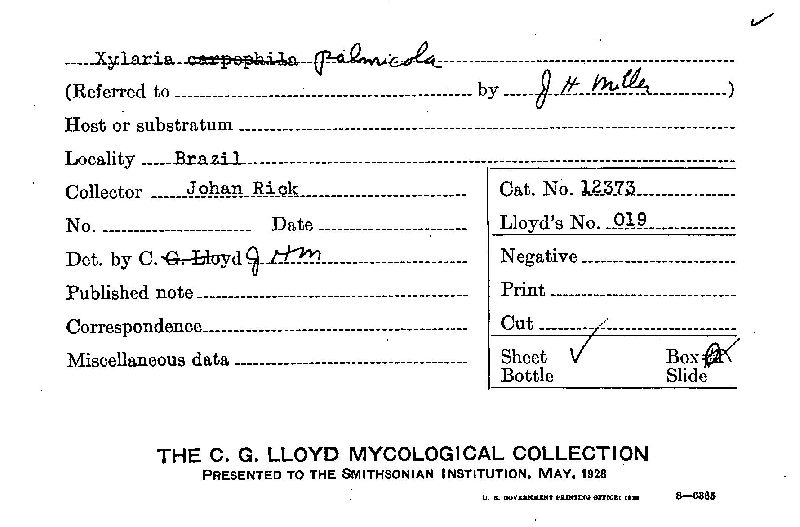 Xylaria carpophila palmicola
(Referred to by J H Miller)
Host or substratum
Locality Brazil
Collector Johan Rick
Cat. No. 12373
No. Date
Lloyd's No. 019
Det. by C. G. Lloyd J H M
Negative
Published note
Print
Correspondence
Cut
Miscellaneous data
Sheet ✓ Box
Bottle Slide
THE C. G. LLOYD MYCOLOGICAL COLLECTION
PRESENTED TO THE SMITHSONIAN INSTITUTION, MAY, 1928
U. S. GOVERNMENT PRINTING OFFICE: